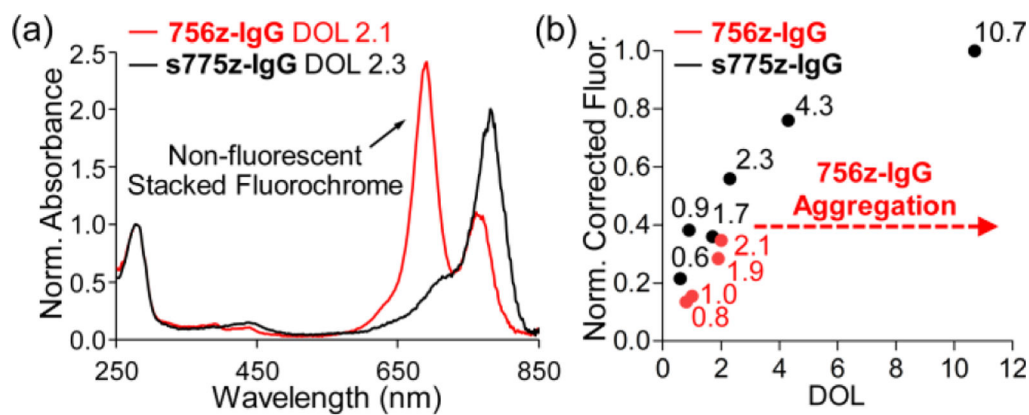 (a)
756z-IgG DOL 2.1
s775z-IgG DOL 2.3
Norm. Absorbance
2.5
2.0
1.5
1.0
0.5
0.0
Non-fluorescent
Stacked Fluorochrome
250 450 650 850
Wavelength (nm)
(b)
756z-IgG
s775z-IgG
Norm. Corrected Fluor.
1.0
0.8
0.6
0.4
0.2
0.0
10.7
4.3
2.3
0.9
1.7
0.6
2.1
1.9
1.0
0.8
756z-IgG
Aggregation
0 2 4 6 8 10 12
DOL